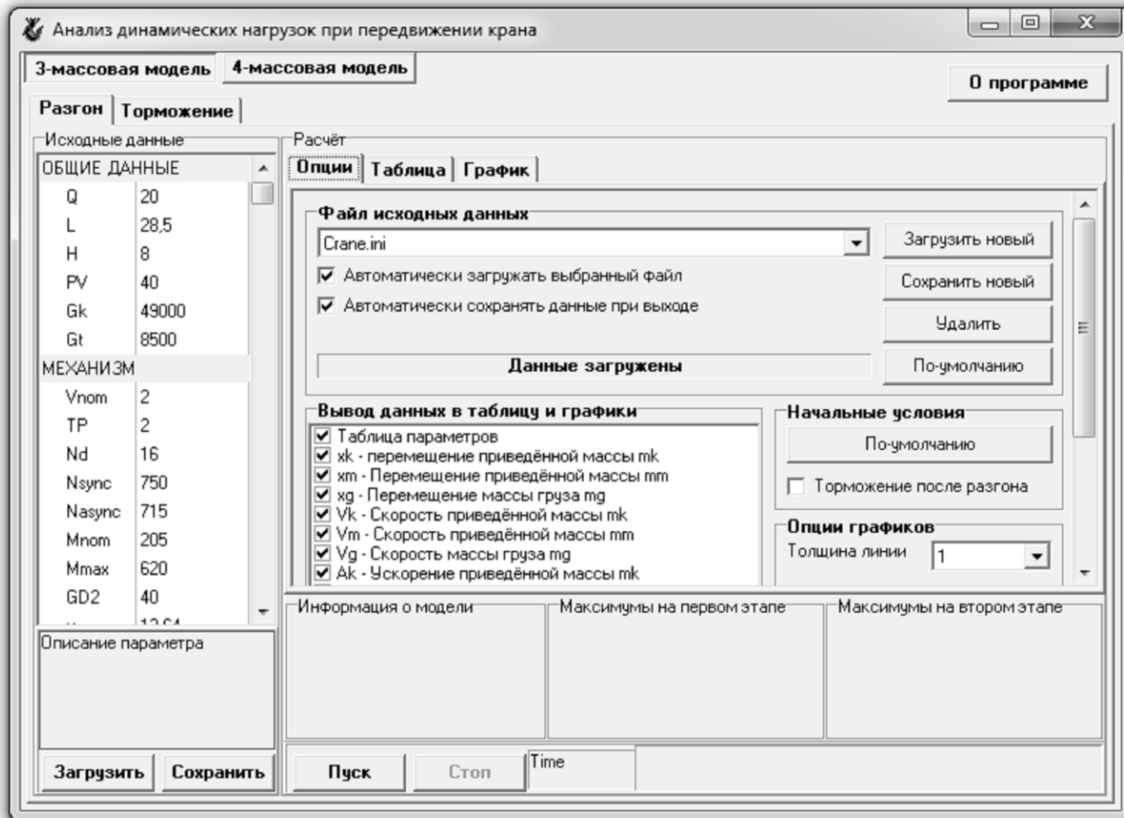 Анализ динамических нагрузок при передвижении крана
3-массовая модель 4-массовая модель
О программе
Разгон Торможение
Исходные данные
ОБЩИЕ ДАННЫЕ
Q 20
L 28,5
H 8
PV 40
Gk 49000
Gt 8500
МЕХАНИЗМ
Vnom 2
TP 2
Nd 16
Nsync 750
Nasync 715
Mnom 205
Mmax 620
GD2 40
Описание параметра
Загрузить Сохранить
Расчёт
Опции Таблица График
Файл исходных данных
Crane.ini
Автоматически загружать выбранный файл
Автоматически сохранять данные при выходе
Данные загружены
Загрузить новый
Сохранить новый
Удалить
По-умолчанию
Вывод данных в таблицу и графики
Таблица параметров
xk - перемещение приведённой массы mk
xm - Перемещение приведённой массы mm
xg - Перемещение массы груза mg
Vk - Скорость приведённой массы mk
Vm - Скорость приведённой массы mm
Vg - Скорость массы груза mg
Ak - Ускорение приведённой массы mk
Начальные условия
По-умолчанию
Торможение после разгона
Опции графиков
Толщина линии 1
Информация о модели
Максимумы на первом этапе
Максимумы на втором этапе
Пуск Стоп Time